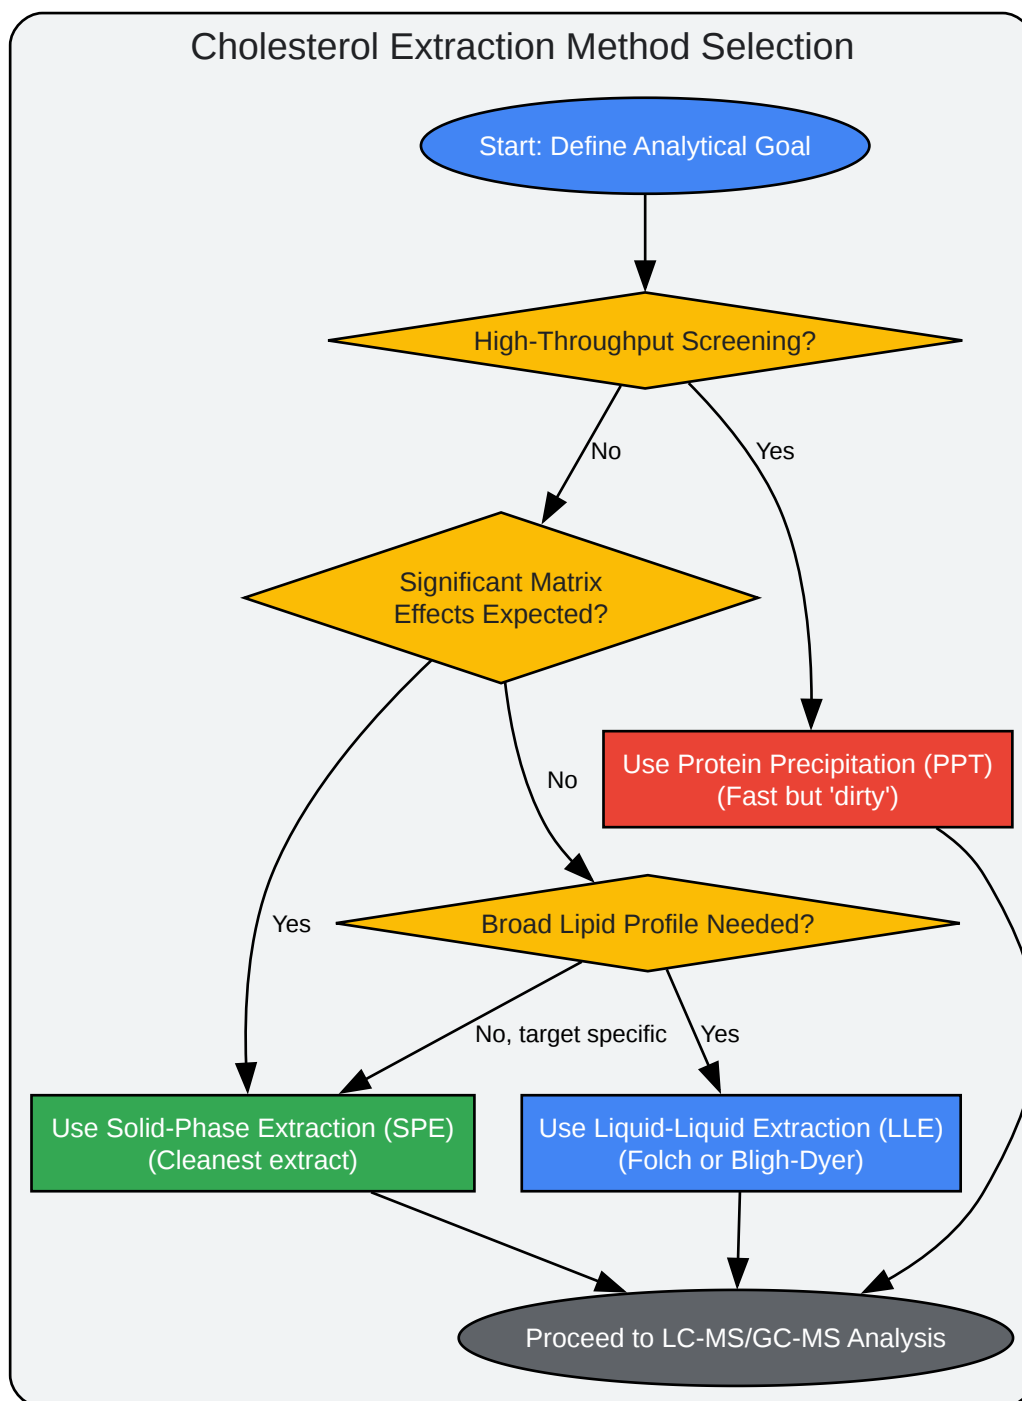 Cholesterol Extraction Method Selection
Start: Define Analytical Goal
High-Throughput Screening?
No
Yes
Significant Matrix
Effects Expected?
Use Protein Precipitation (PPT)
(Fast but 'dirty')
No
Yes
Broad Lipid Profile Needed?
No, target specific
Yes
Use Solid-Phase Extraction (SPE)
(Cleanest extract)
Use Liquid-Liquid Extraction (LLE)
(Folch or Bligh-Dyer)
Proceed to LC-MS/GC-MS Analysis